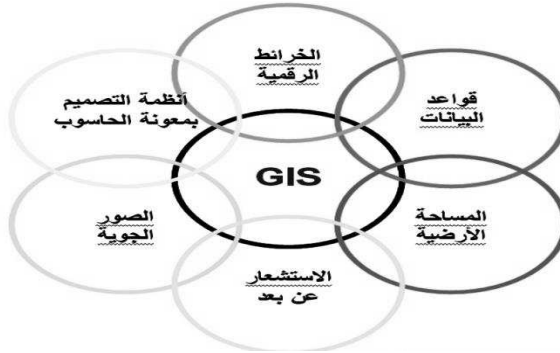 الخرائط
الرقمية
قواعد
البيانات
أنظمة التصميم
بمعونة الحاسوب
GIS
المساحة
الأرضية
الصور
الجوية
الاستشعار
عن بعد